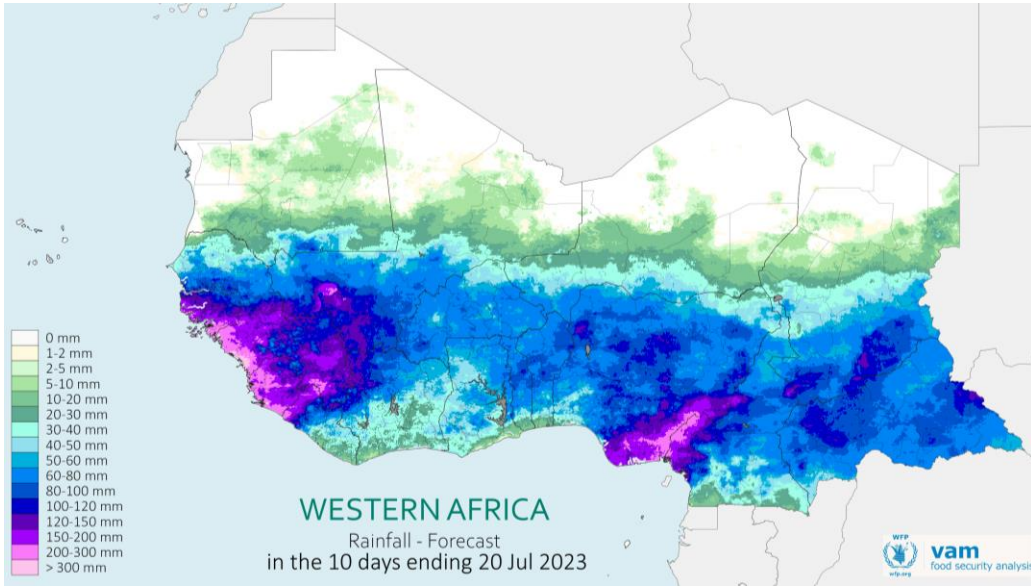 0 mm
1-2 mm
2-5 mm
5-10 mm
10-20 mm
20-30 mm
30-40 mm
40-50 mm
50-60 mm
60-80 mm
80-100 mm
100-120 mm
120-150 mm
150-200 mm
200-300 mm
> 300 mm
WESTERN AFRICA
Rainfall - Forecast
in the 10 days ending 20 Jul 2023
WFP
wfp.org
vam
food security analysis